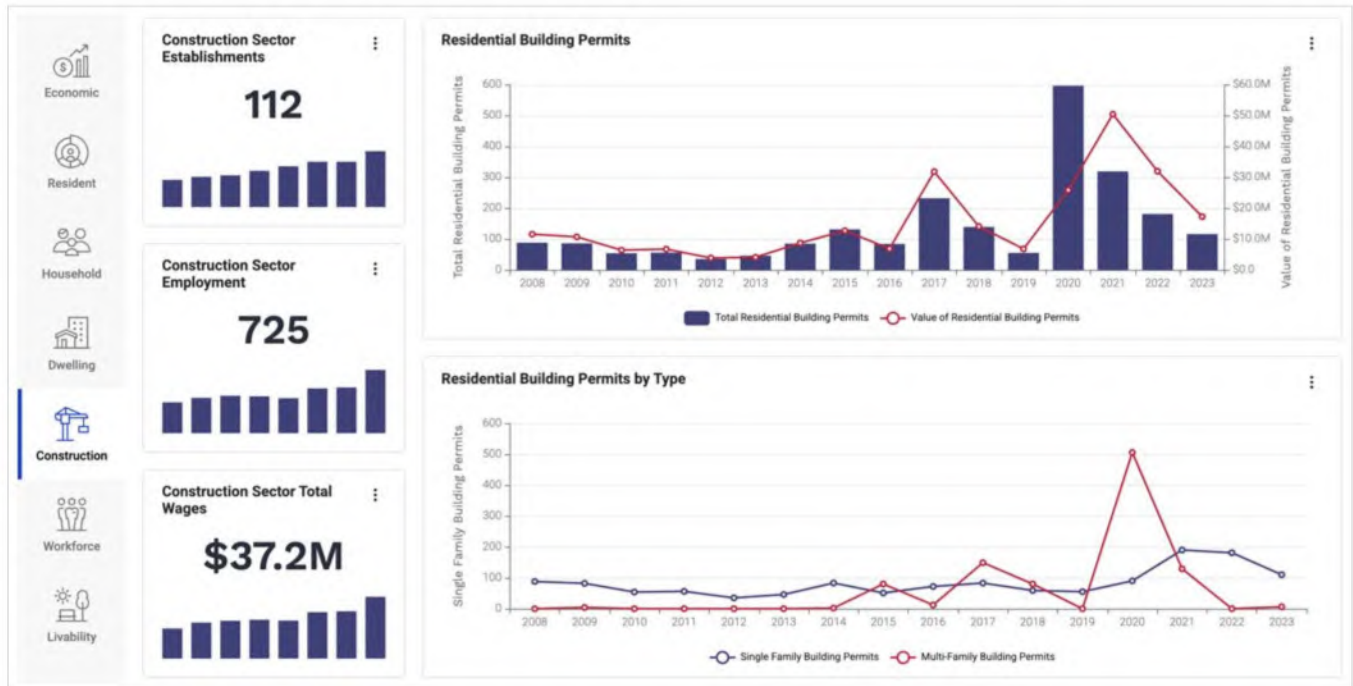 Economic
Resident
Household
Dwelling
Construction
Workforce
Livability
Construction Sector
Establishments
112
Construction Sector
Employment
725
Construction Sector Total
Wages
$37.2M
Residential Building Permits
Total Residential Building Permits
600
500
400
300
200
100
0
$60.0M
$50.0M
$40.0M
$30.0M
$20.0M
$10.0M
$0.0
Value of Residential Building Permits
2008 2009 2010 2011 2012 2013 2014 2015 2016 2017 2018 2019 2020 2021 2022 2023
Total Residential Building Permits Value of Residential Building Permits
Residential Building Permits by Type
Single Family Building Permits
600
500
400
300
200
100
0
2008 2009 2010 2011 2012 2013 2014 2015 2016 2017 2018 2019 2020 2021 2022 2023
Single Family Building Permits Multi-Family Building Permits